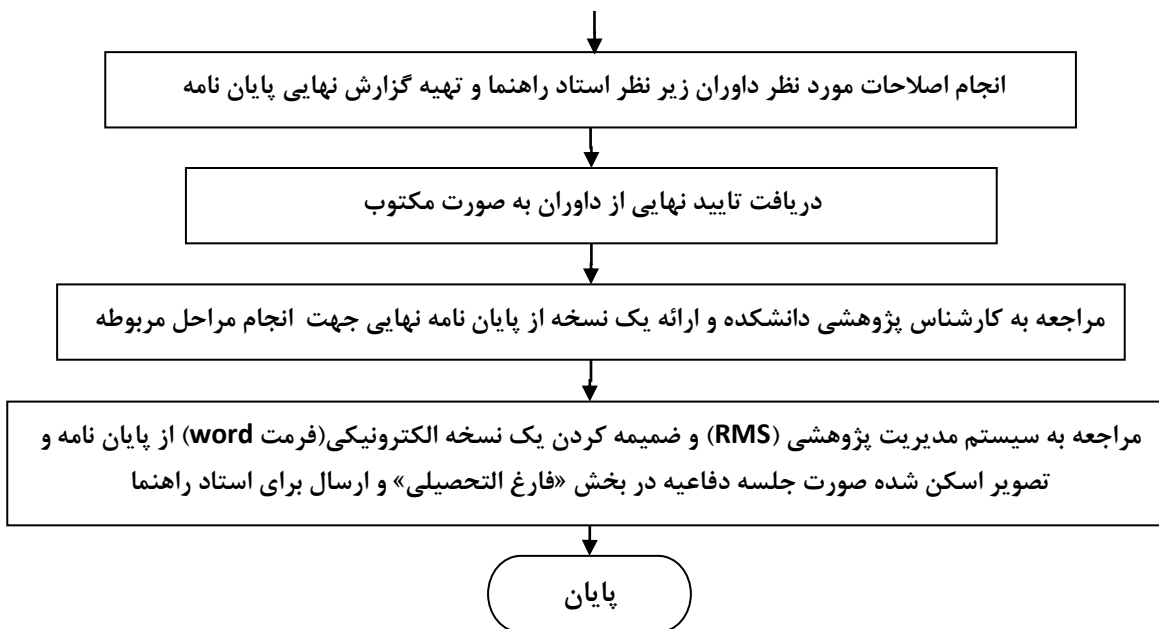 انجام اصلاحات مورد نظر داوران زیر نظر استاد راهنما و تهیه گزارش نهایی پایان نامه
دریافت تایید نهایی از داوران به صورت مکتوب
مراجعه به کارشناس پژوهشی دانشکده و ارائه یک نسخه از پایان نامه نهایی جهت انجام مراحل مربوطه
مراجعه به سیستم مدیریت پژوهشی (RMS) و ضمیمه کردن یک نسخه الکترونیکی(فرمت word) از پایان نامه و
تصویر اسکن شده صورت جلسه دفاعیه در بخش «فارغ التحصیلی» و ارسال برای استاد راهنما
پایان